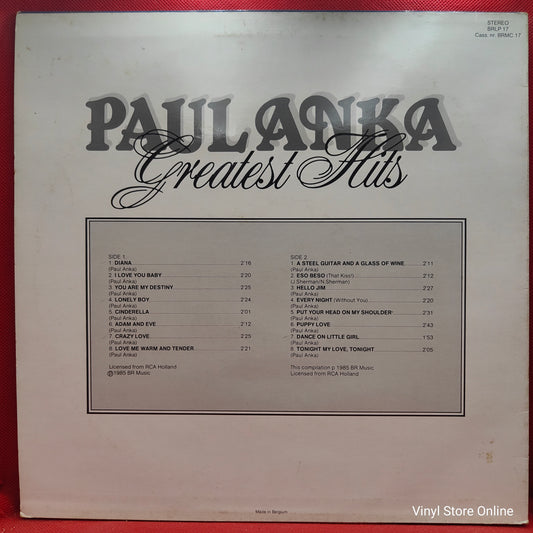 STEREO
BRLP 17
Cass. nr. BRMC 17
PAUL ANKA
Greatest Hits
SIDE 1.
1. DIANA 2'16
(Paul Anka)
2. I LOVE YOU BABY 2'20
(Paul Anka)
3. YOU ARE MY DESTINY 2'25
(Paul Anka)
4. LONELY BOY 2'24
(Paul Anka)
5. CINDERELLA 2'01
(Paul Anka)
6. ADAM AND EVE 2'12
(Paul Anka)
7. CRAZY LOVE 2'25
(Paul Anka)
8. LOVE ME WARM AND TENDER 2'21
(Paul Anka)
Licensed from RCA Holland
℗1985 BR Music
SIDE 2.
1. A STEEL GUITAR AND A GLASS OF WINE 2'11
(Paul Anka)
2. ESO BESO (That Kiss!) 2'12
(J.Sherman/N.Sherman)
3. HELLO JIM 2'27
(Paul Anka)
4. EVERY NIGHT (Without You) 2'20
(Paul Anka)
5. PUT YOUR HEAD ON MY SHOULDER 2'31
(Paul Anka)
6. PUPPY LOVE 2'43
(Paul Anka)
7. DANCE ON LITTLE GIRL 1'53
(Paul Anka)
8. TONIGHT MY LOVE, TONIGHT 2'05
(Paul Anka)
This compilation p 1985 BR Music
Licensed from RCA Holland
Made in Belgium
Vinyl Store Online